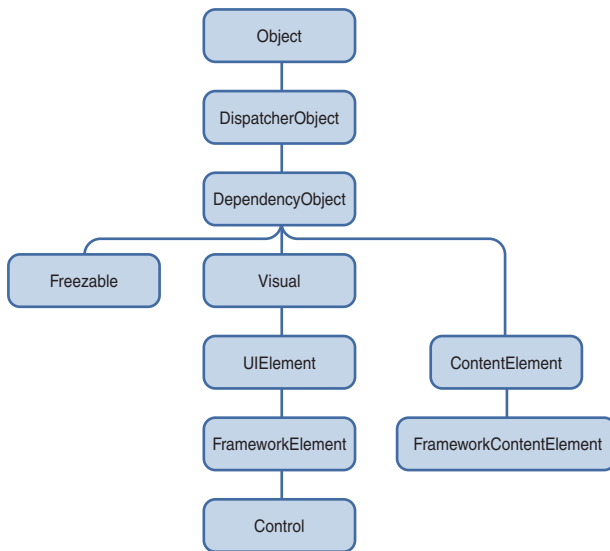 Object
DispatcherObject
DependencyObject
Freezable
Visual
UIElement
ContentElement
FrameworkElement
FrameworkContentElement
Control